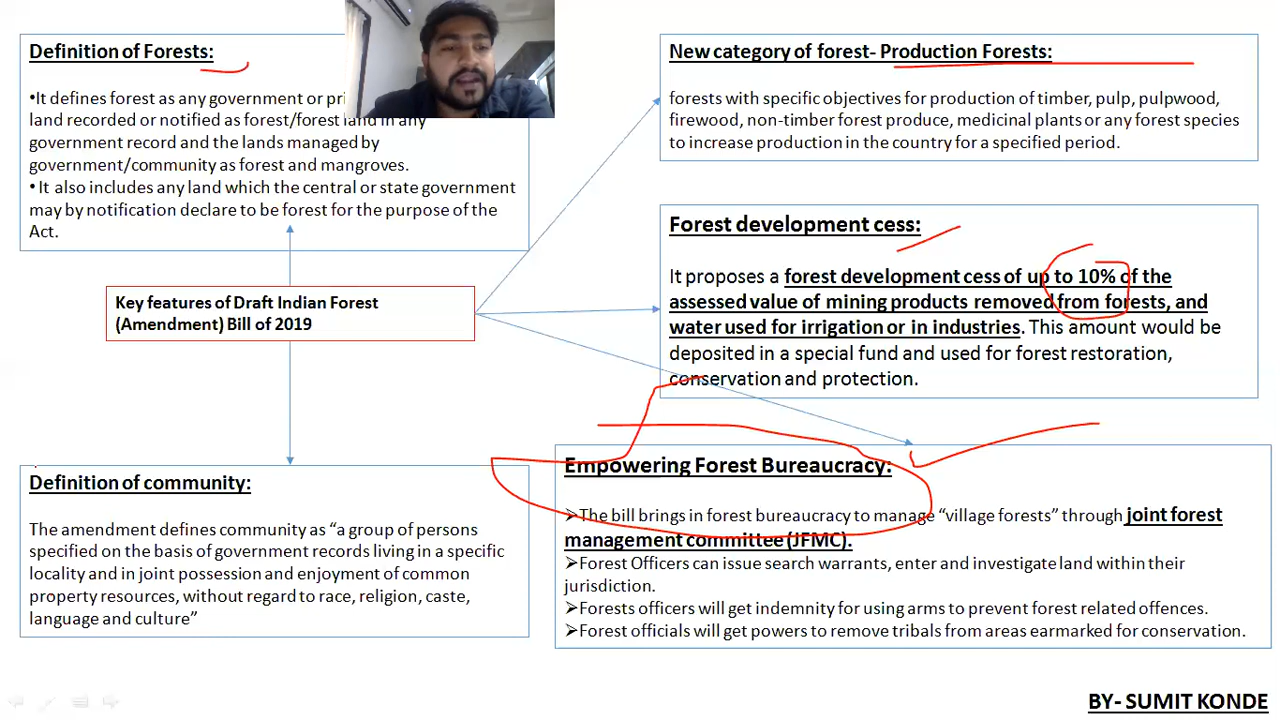 Definition of Forests:
•It defines forest as any government or
land recorded or notified as forest/forest land in any
government record and the lands managed by
government/community as forest and mangroves.
• It also includes any land which the central or state government
may by notification declare to be forest for the purpose of the
Act.
New category of forest- Production Forests:
forests with specific objectives for production of timber, pulp, pulpwood,
firewood, non-timber forest produce, medicinal plants or any forest species
to increase production in the country for a specified period.
Forest development cess:
It proposes a forest development cess of up to 10% of the
assessed value of mining products removed from forests, and
water used for irrigation or in industries. This amount would be
deposited in a special fund and used for forest restoration,
conservation and protection.
Key features of Draft Indian Forest
(Amendment) Bill of 2019
Definition of community:
The amendment defines community as “a group of persons
specified on the basis of government records living in a specific
locality and in joint possession and enjoyment of common
property resources, without regard to race, religion, caste,
language and culture”
Empowering Forest Bureaucracy:
➢The bill brings in forest bureaucracy to manage “village forests” through joint forest
management committee (JFMC).
➢Forest Officers can issue search warrants, enter and investigate land within their
jurisdiction.
➢Forests officers will get indemnity for using arms to prevent forest related offences.
➢Forest officials will get powers to remove tribals from areas earmarked for conservation.
BY- SUMIT KONDE